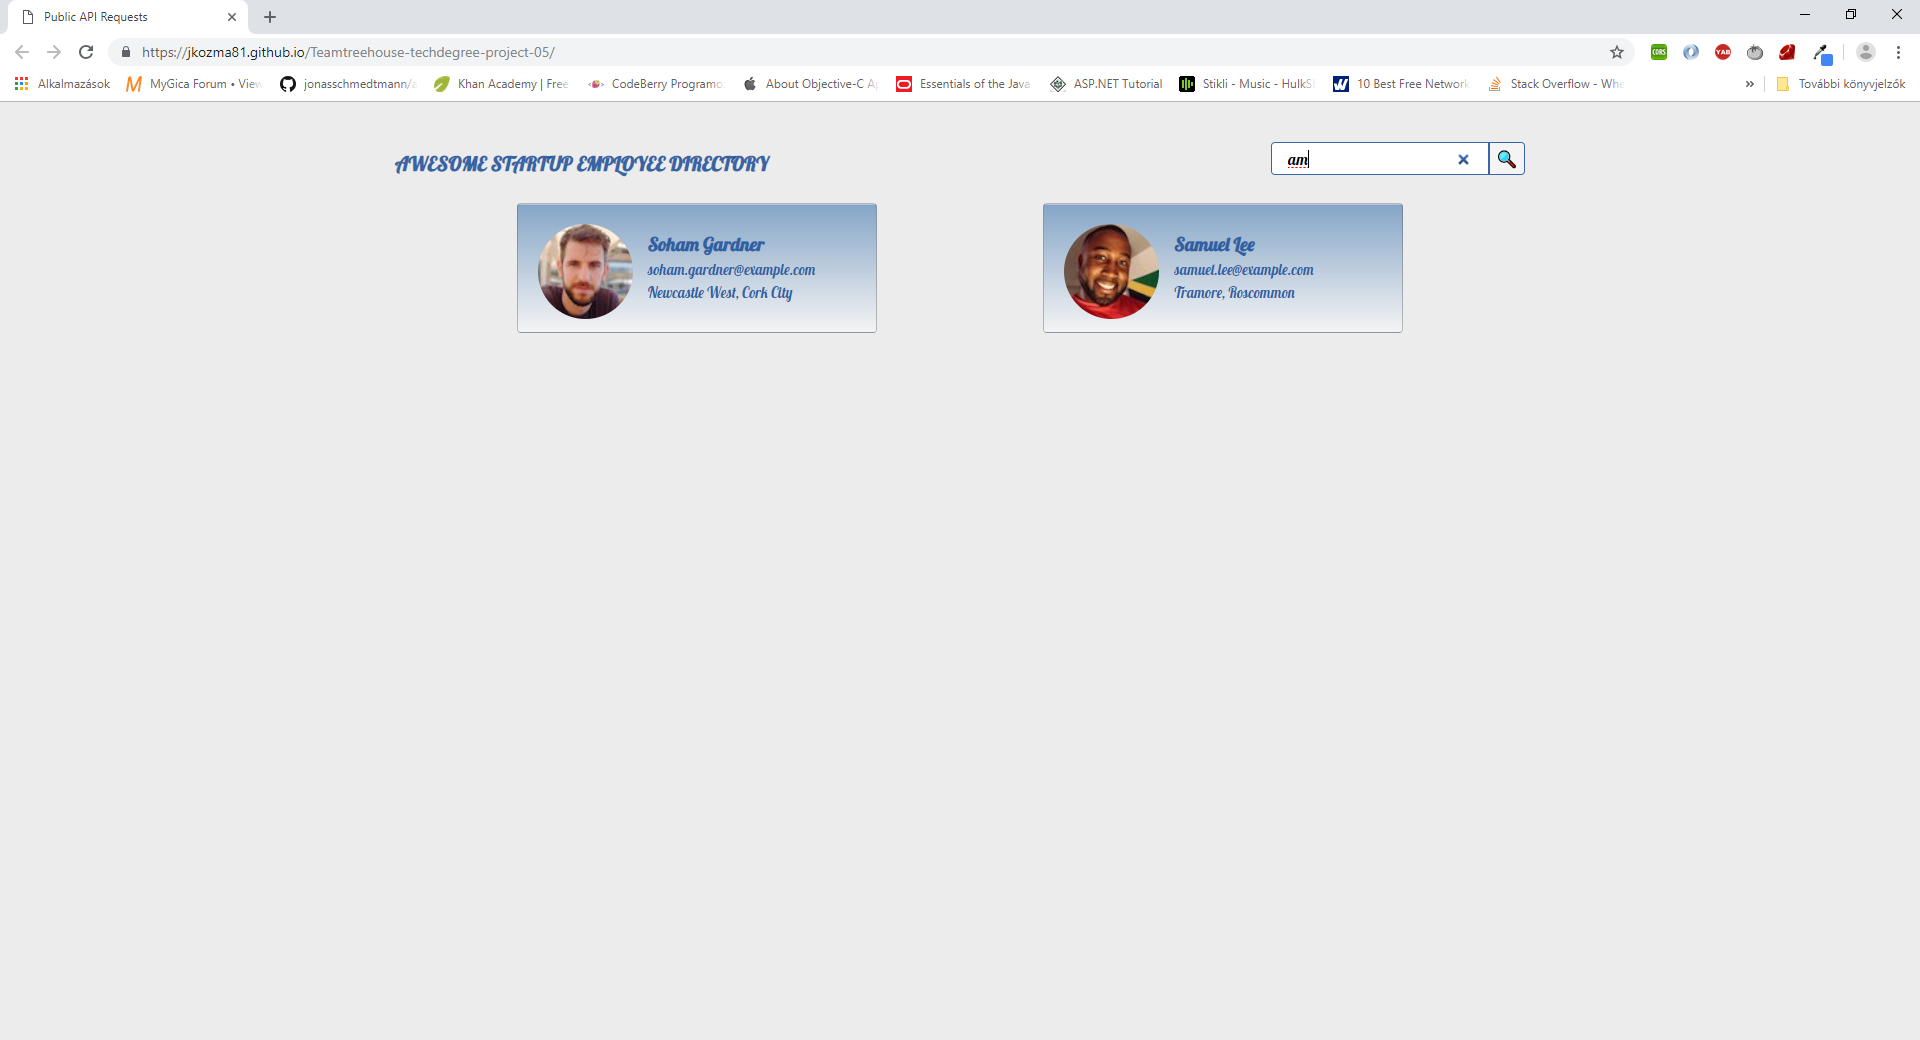 Public API Requests
https://jkozma81.github.io/Teamtreehouse-techdegree-project-05/
CORS
YAB
Alkalmazások
MyGica Forum • View
jonasschmedtmann/
Khan Academy | Free
CodeBerry Programo
About Objective-C A
Essentials of the Java
ASP.NET Tutorial
Stikli - Music - HulkS
10 Best Free Network
Stack Overflow - Whe
»
További könyvjelzők
AWESOME STARTUP EMPLOYEE DIRECTORY
am
Soham Gardner
soham.gardner@example.com
Newcastle West, Cork City
Samuel Lee
samuel.lee@example.com
Tramore, Roscommon